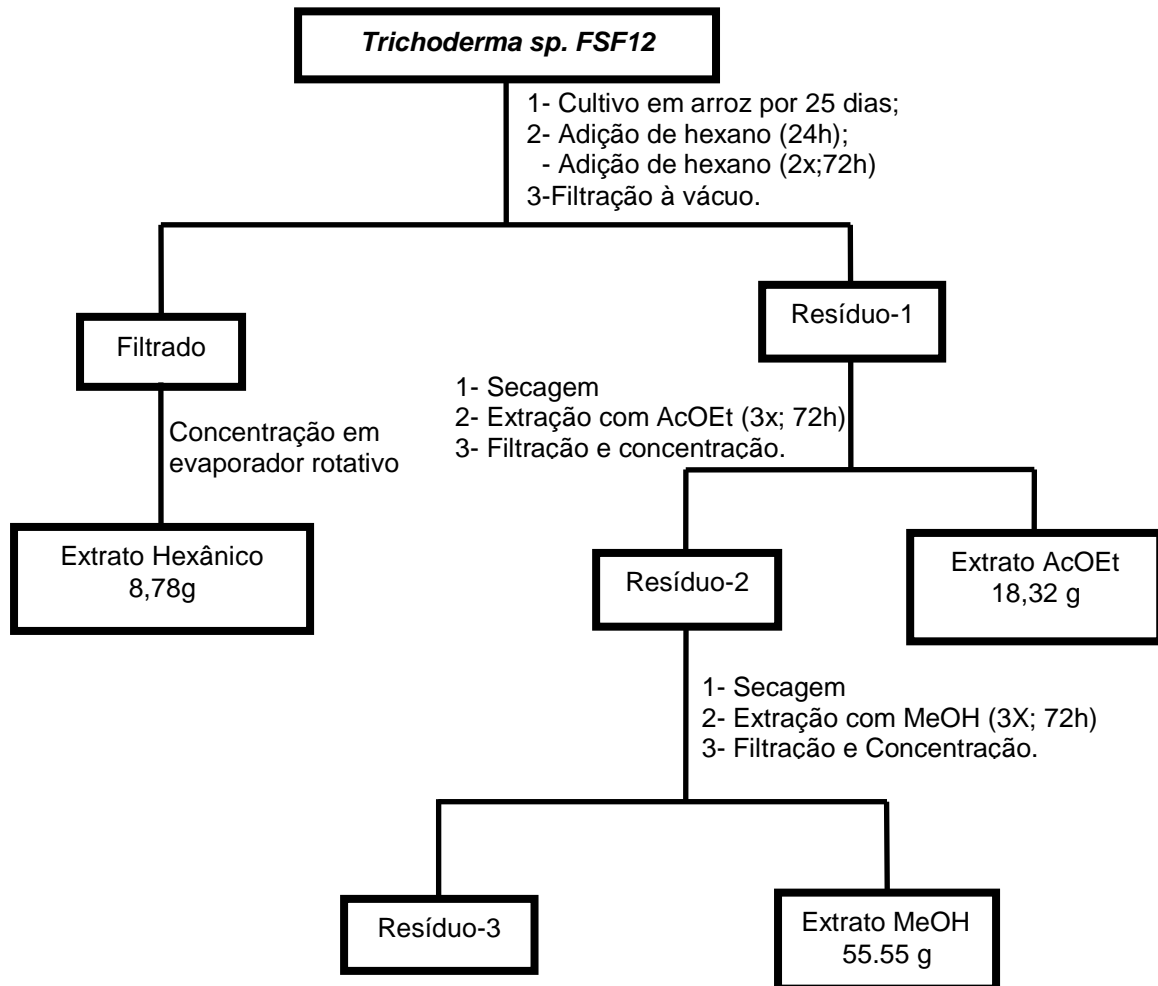 Trichoderma sp. FSF12
1- Cultivo em arroz por 25 dias;
2- Adição de hexano (24h);
- Adição de hexano (2x;72h)
3-Filtração à vácuo.
Filtrado
Resíduo-1
Concentração em
evaporador rotativo
1- Secagem
2- Extração com AcOEt (3x; 72h)
3- Filtração e concentração.
Extrato Hexânico
8,78g
Resíduo-2
Extrato AcOEt
18,32 g
1- Secagem
2- Extração com MeOH (3X; 72h)
3- Filtração e Concentração.
Resíduo-3
Extrato MeOH
55.55 g